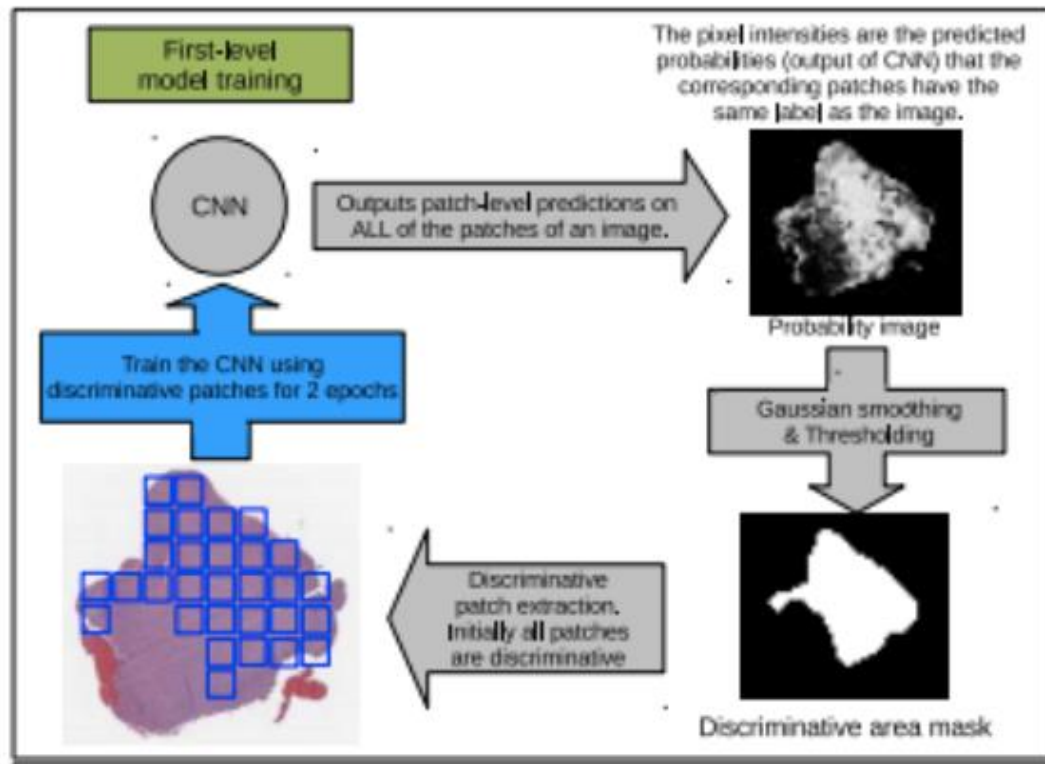 First-level
model training
The pixel intensities are the predicted
probabilities (output of CNN) that the
corresponding patches have the
same label as the image.
CNN
Outputs patch-level predictions on
ALL of the patches of an image.
Probability image
Train the CNN using
discriminative patches for 2 epochs
Gaussian smoothing
& Thresholding
Discriminative
patch extraction.
Initially all patches
are discriminative
Discriminative area mask